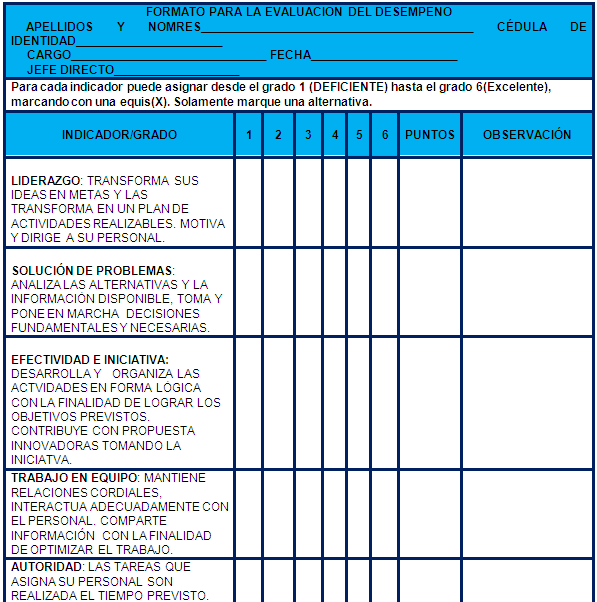 FORMATO PARA LA EVALUACION DEL DESEMPEÑO
APELLIDOS Y NOMRES________________________________________ CÉDULA DE
IDENTIDAD______________________
CARGO_____________________________ FECHA______________________
JEFE DIRECTO___________________
Para cada indicador puede asignar desde el grado 1 (DEFICIENTE) hasta el grado 6(Excelente),
marcando con una equis(X). Solamente marque una alternativa.
INDICADOR/GRADO 1 2 3 4 5 6 PUNTOS OBSERVACIÓN
LIDERAZGO: TRANSFORMA SUS
IDEAS EN METAS Y LAS
TRANSFORMA EN UN PLAN DE
ACTIVIDADES REALIZABLES. MOTIVA
Y DIRIGE A SU PERSONAL.
SOLUCIÓN DE PROBLEMAS:
ANALIZA LAS ALTERNATIVAS Y LA
INFORMACIÓN DISPONIBLE, TOMA Y
PONE EN MARCHA DECISIONES
FUNDAMENTALES Y NECESARIAS.
EFECTIVIDAD E INICIATIVA:
DESARROLLA Y ORGANIZA LAS
ACTVDADES EN FORMA LÓGICA
CON LA FINALIDAD DE LOGRAR LOS
OBJETIVOS PREVISTOS.
CONTRIBUYE CON PROPUESTA
INNOVADORAS TOMANDO LA
INICIATVA.
TRABAJO EN EQUIPO: MANTIENE
RELACIONES CORDIALES,
INTERACTUA ADECUADAMENTE CON
EL PERSONAL. COMPARTE
INFORMACIÓN CON LA FINALIDAD
DE OPTIMIZAR EL TRABAJO.
AUTORIDAD: LAS TAREAS QUE
ASIGNA SU PERSONAL SON
REALIZADA EL TIEMPO PREVISTO.